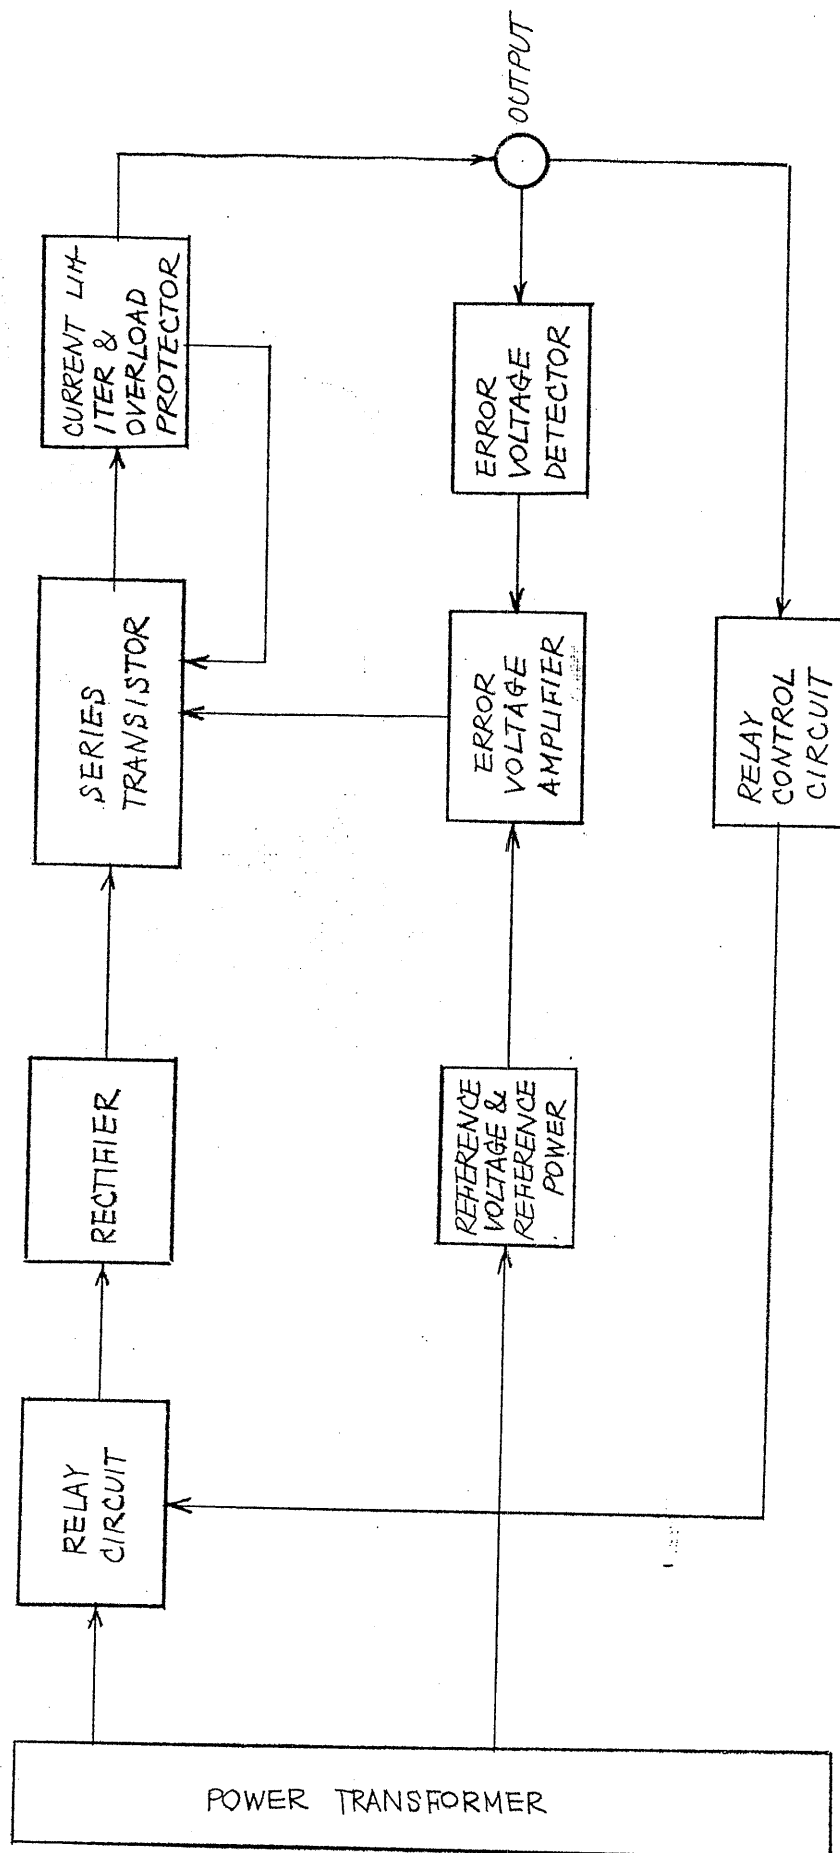 POWER TRANSFORMER
RELAY
CIRCUIT
RECTIFIER
SERIES
TRANSISTOR
CURRENT LIM-
ITER &
OVERLOAD
PROTECTOR
REFERENCE
VOLTAGE &
REFERENCE
POWER
ERROR
VOLTAGE
AMPLIFIER
ERROR
VOLTAGE
DETECTOR
OUTPUT
RELAY
CONTROL
CIRCUIT